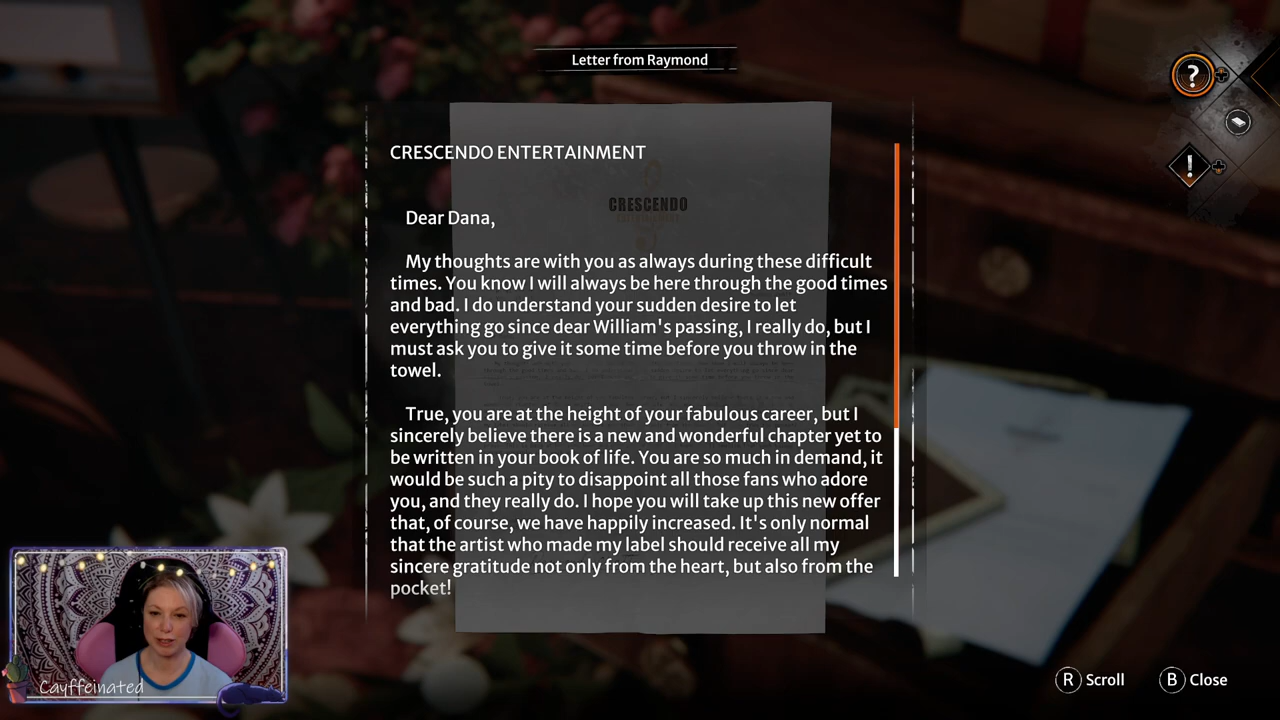 Letter from Raymond
CRESCENDO ENTERTAINMENT
CRESCENDO
Dear Dana,
My thoughts are with you as always during these difficult
times. You know I will always be here through the good times
and bad. I do understand your sudden desire to let
everything go since dear William's passing, I really do, but I
must ask you to give it some time before you throw in the
towel.
True, you are at the height of your fabulous career, but I
sincerely believe there is a new and wonderful chapter yet to
be written in your book of life. You are so much in demand, it
would be such a pity to disappoint all those fans who adore
you, and they really do. I hope you will take up this new offer
that, of course, we have happily increased. It's only normal
that the artist who made my label should receive all my
sincere gratitude not only from the heart, but also from the
pocket!
Cayffeinated
R Scroll
B Close